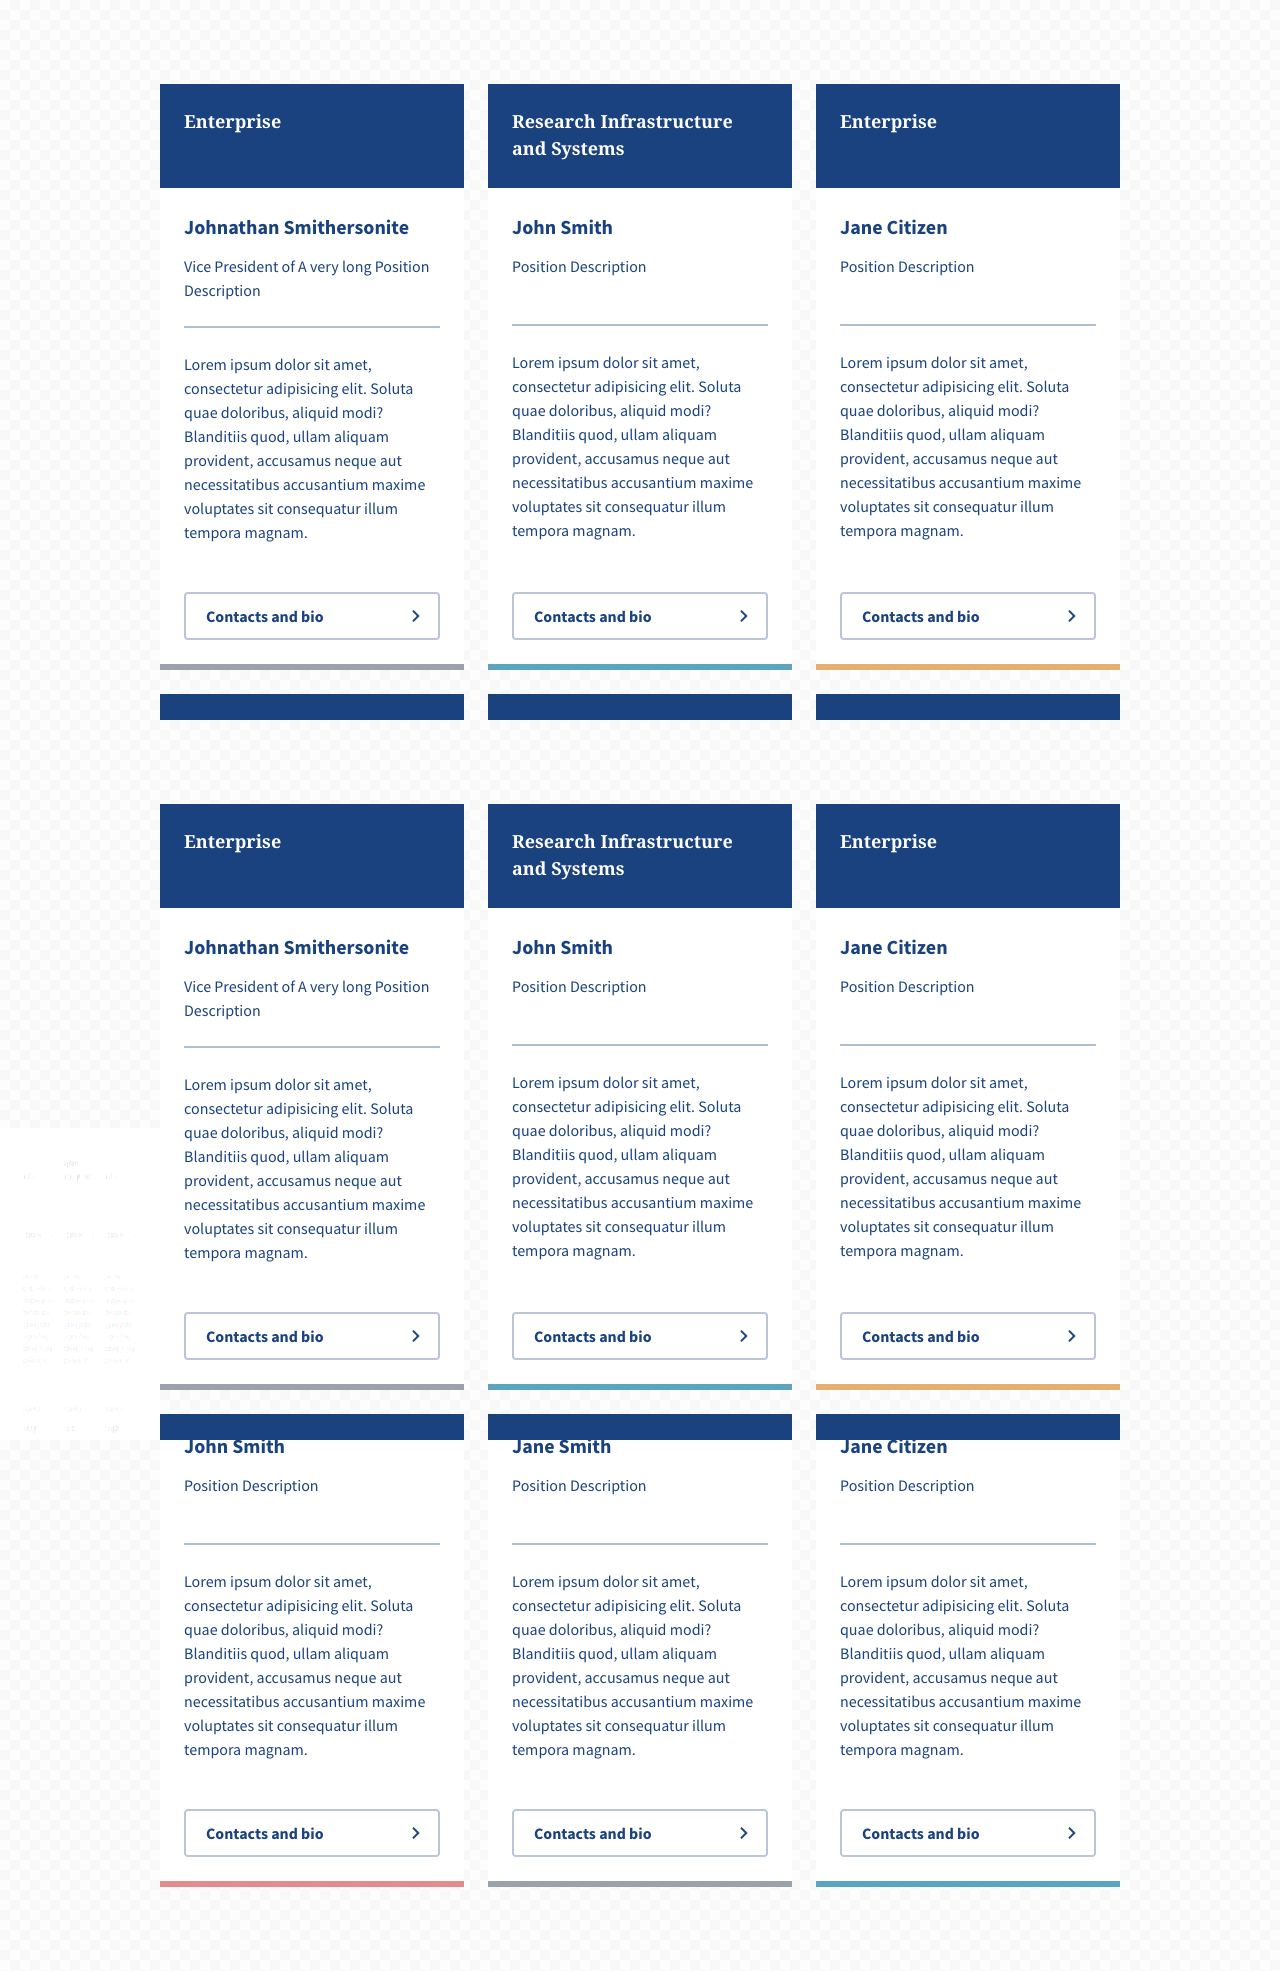 Enterprise
Johnathan Smithersonite
Vice President of A very long Position
Description
Lorem ipsum dolor sit amet,
consectetur adipisicing elit. Soluta
quae doloribus, aliquid modi?
Blanditiis quod, ullam aliquam
provident, accusamus neque aut
necessitatibus accusantium maxime
voluptates sit consequatur illum
tempora magnam.
Contacts and bio
Research Infrastructure
and Systems
John Smith
Position Description
Lorem ipsum dolor sit amet,
consectetur adipisicing elit. Soluta
quae doloribus, aliquid modi?
Blanditiis quod, ullam aliquam
provident, accusamus neque aut
necessitatibus accusantium maxime
voluptates sit consequatur illum
tempora magnam.
Contacts and bio
Enterprise
Jane Citizen
Position Description
Lorem ipsum dolor sit amet,
consectetur adipisicing elit. Soluta
quae doloribus, aliquid modi?
Blanditiis quod, ullam aliquam
provident, accusamus neque aut
necessitatibus accusantium maxime
voluptates sit consequatur illum
tempora magnam.
Contacts and bio
Enterprise
Johnathan Smithersonite
Vice President of A very long Position
Description
Lorem ipsum dolor sit amet,
consectetur adipisicing elit. Soluta
quae doloribus, aliquid modi?
Blanditiis quod, ullam aliquam
provident, accusamus neque aut
necessitatibus accusantium maxime
voluptates sit consequatur illum
tempora magnam.
Contacts and bio
Research Infrastructure
and Systems
John Smith
Position Description
Lorem ipsum dolor sit amet,
consectetur adipisicing elit. Soluta
quae doloribus, aliquid modi?
Blanditiis quod, ullam aliquam
provident, accusamus neque aut
necessitatibus accusantium maxime
voluptates sit consequatur illum
tempora magnam.
Contacts and bio
Enterprise
Jane Citizen
Position Description
Lorem ipsum dolor sit amet,
consectetur adipisicing elit. Soluta
quae doloribus, aliquid modi?
Blanditiis quod, ullam aliquam
provident, accusamus neque aut
necessitatibus accusantium maxime
voluptates sit consequatur illum
tempora magnam.
Contacts and bio
John Smith
Position Description
Lorem ipsum dolor sit amet,
consectetur adipisicing elit. Soluta
quae doloribus, aliquid modi?
Blanditiis quod, ullam aliquam
provident, accusamus neque aut
necessitatibus accusantium maxime
voluptates sit consequatur illum
tempora magnam.
Contacts and bio
Jane Smith
Position Description
Lorem ipsum dolor sit amet,
consectetur adipisicing elit. Soluta
quae doloribus, aliquid modi?
Blanditiis quod, ullam aliquam
provident, accusamus neque aut
necessitatibus accusantium maxime
voluptates sit consequatur illum
tempora magnam.
Contacts and bio
Jane Citizen
Position Description
Lorem ipsum dolor sit amet,
consectetur adipisicing elit. Soluta
quae doloribus, aliquid modi?
Blanditiis quod, ullam aliquam
provident, accusamus neque aut
necessitatibus accusantium maxime
voluptates sit consequatur illum
tempora magnam.
Contacts and bio